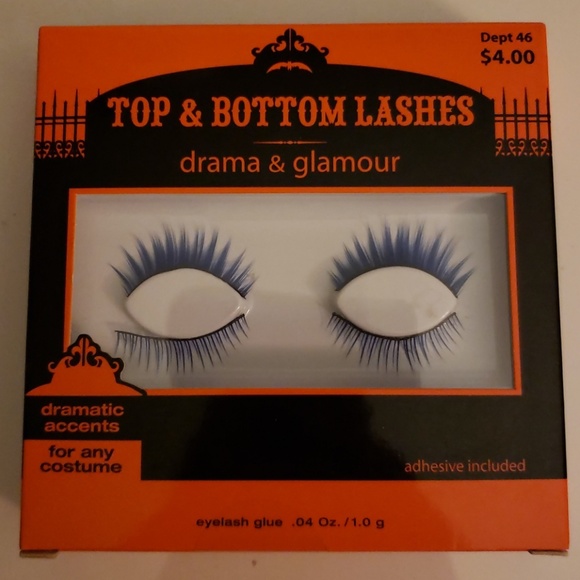 Dept 46
$4.00
TOP & BOTTOM LASHES
drama & glamour
dramatic
accents
for any
costume
adhesive included
eyelash glue .04 Oz./1.0 g